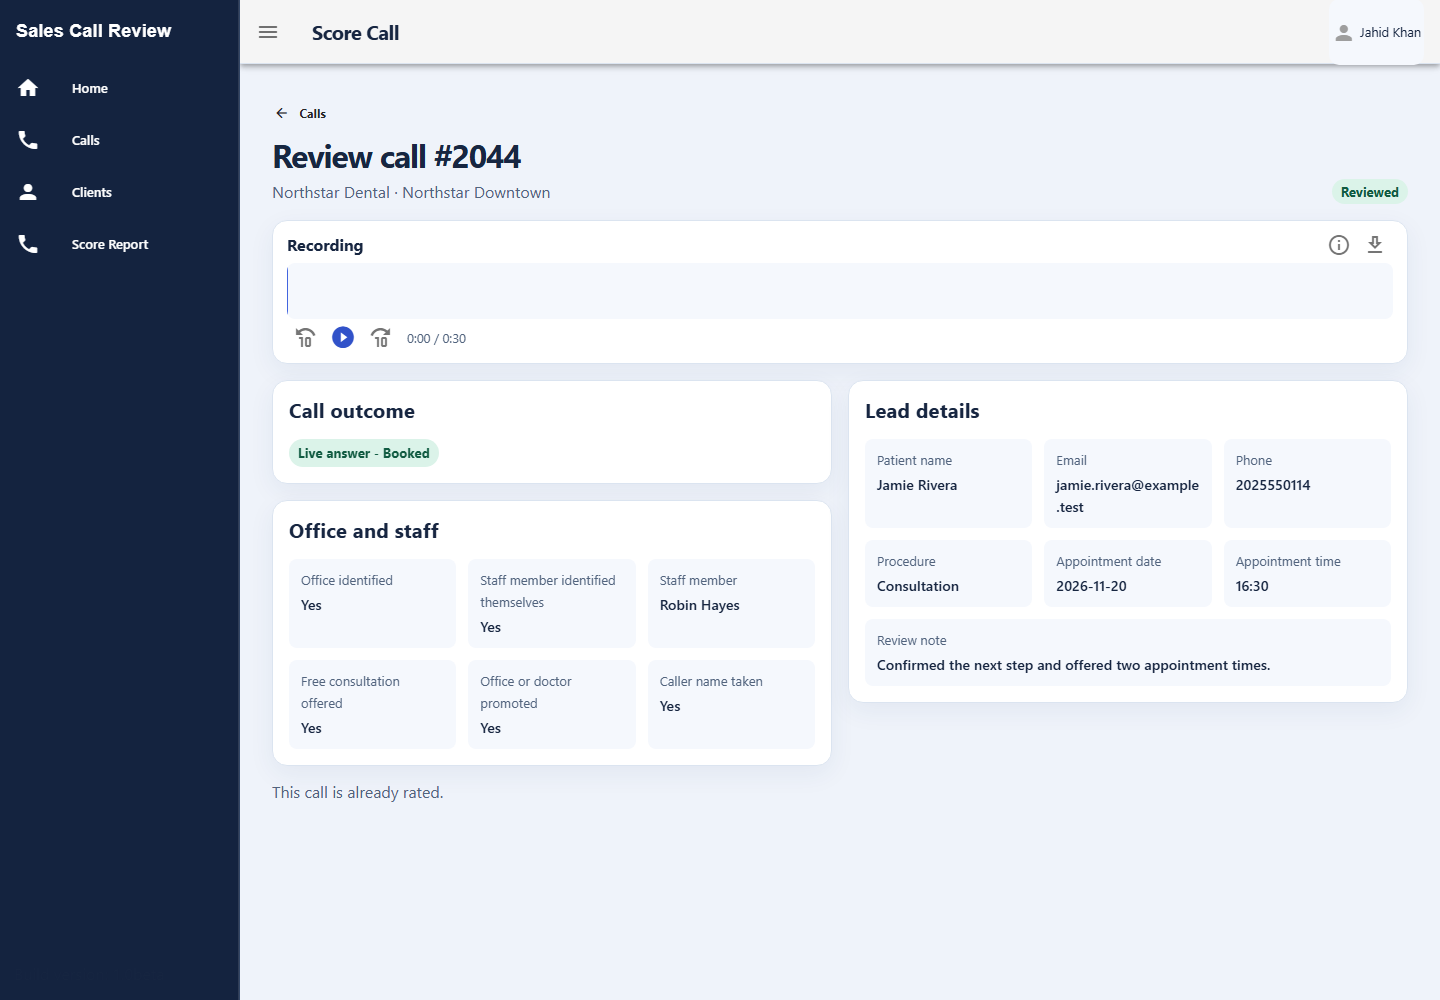 Sales Call Review
Home
Calls
Clients
Score Report
Score Call
Jahid Khan
Calls
Review call #2044
Northstar Dental · Northstar Downtown
Reviewed
Recording
10
10
0:00 / 0:30
Call outcome
Live answer - Booked
Office and staff
Office identified
Yes
Staff member identified
themselves
Yes
Staff member
Robin Hayes
Free consultation
offered
Yes
Office or doctor
promoted
Yes
Caller name taken
Yes
This call is already rated.
Lead details
Patient name
Jamie Rivera
Email
jamie.rivera@example
.test
Phone
2025550114
Procedure
Consultation
Appointment date
2026-11-20
Appointment time
16:30
Review note
Confirmed the next step and offered two appointment times.